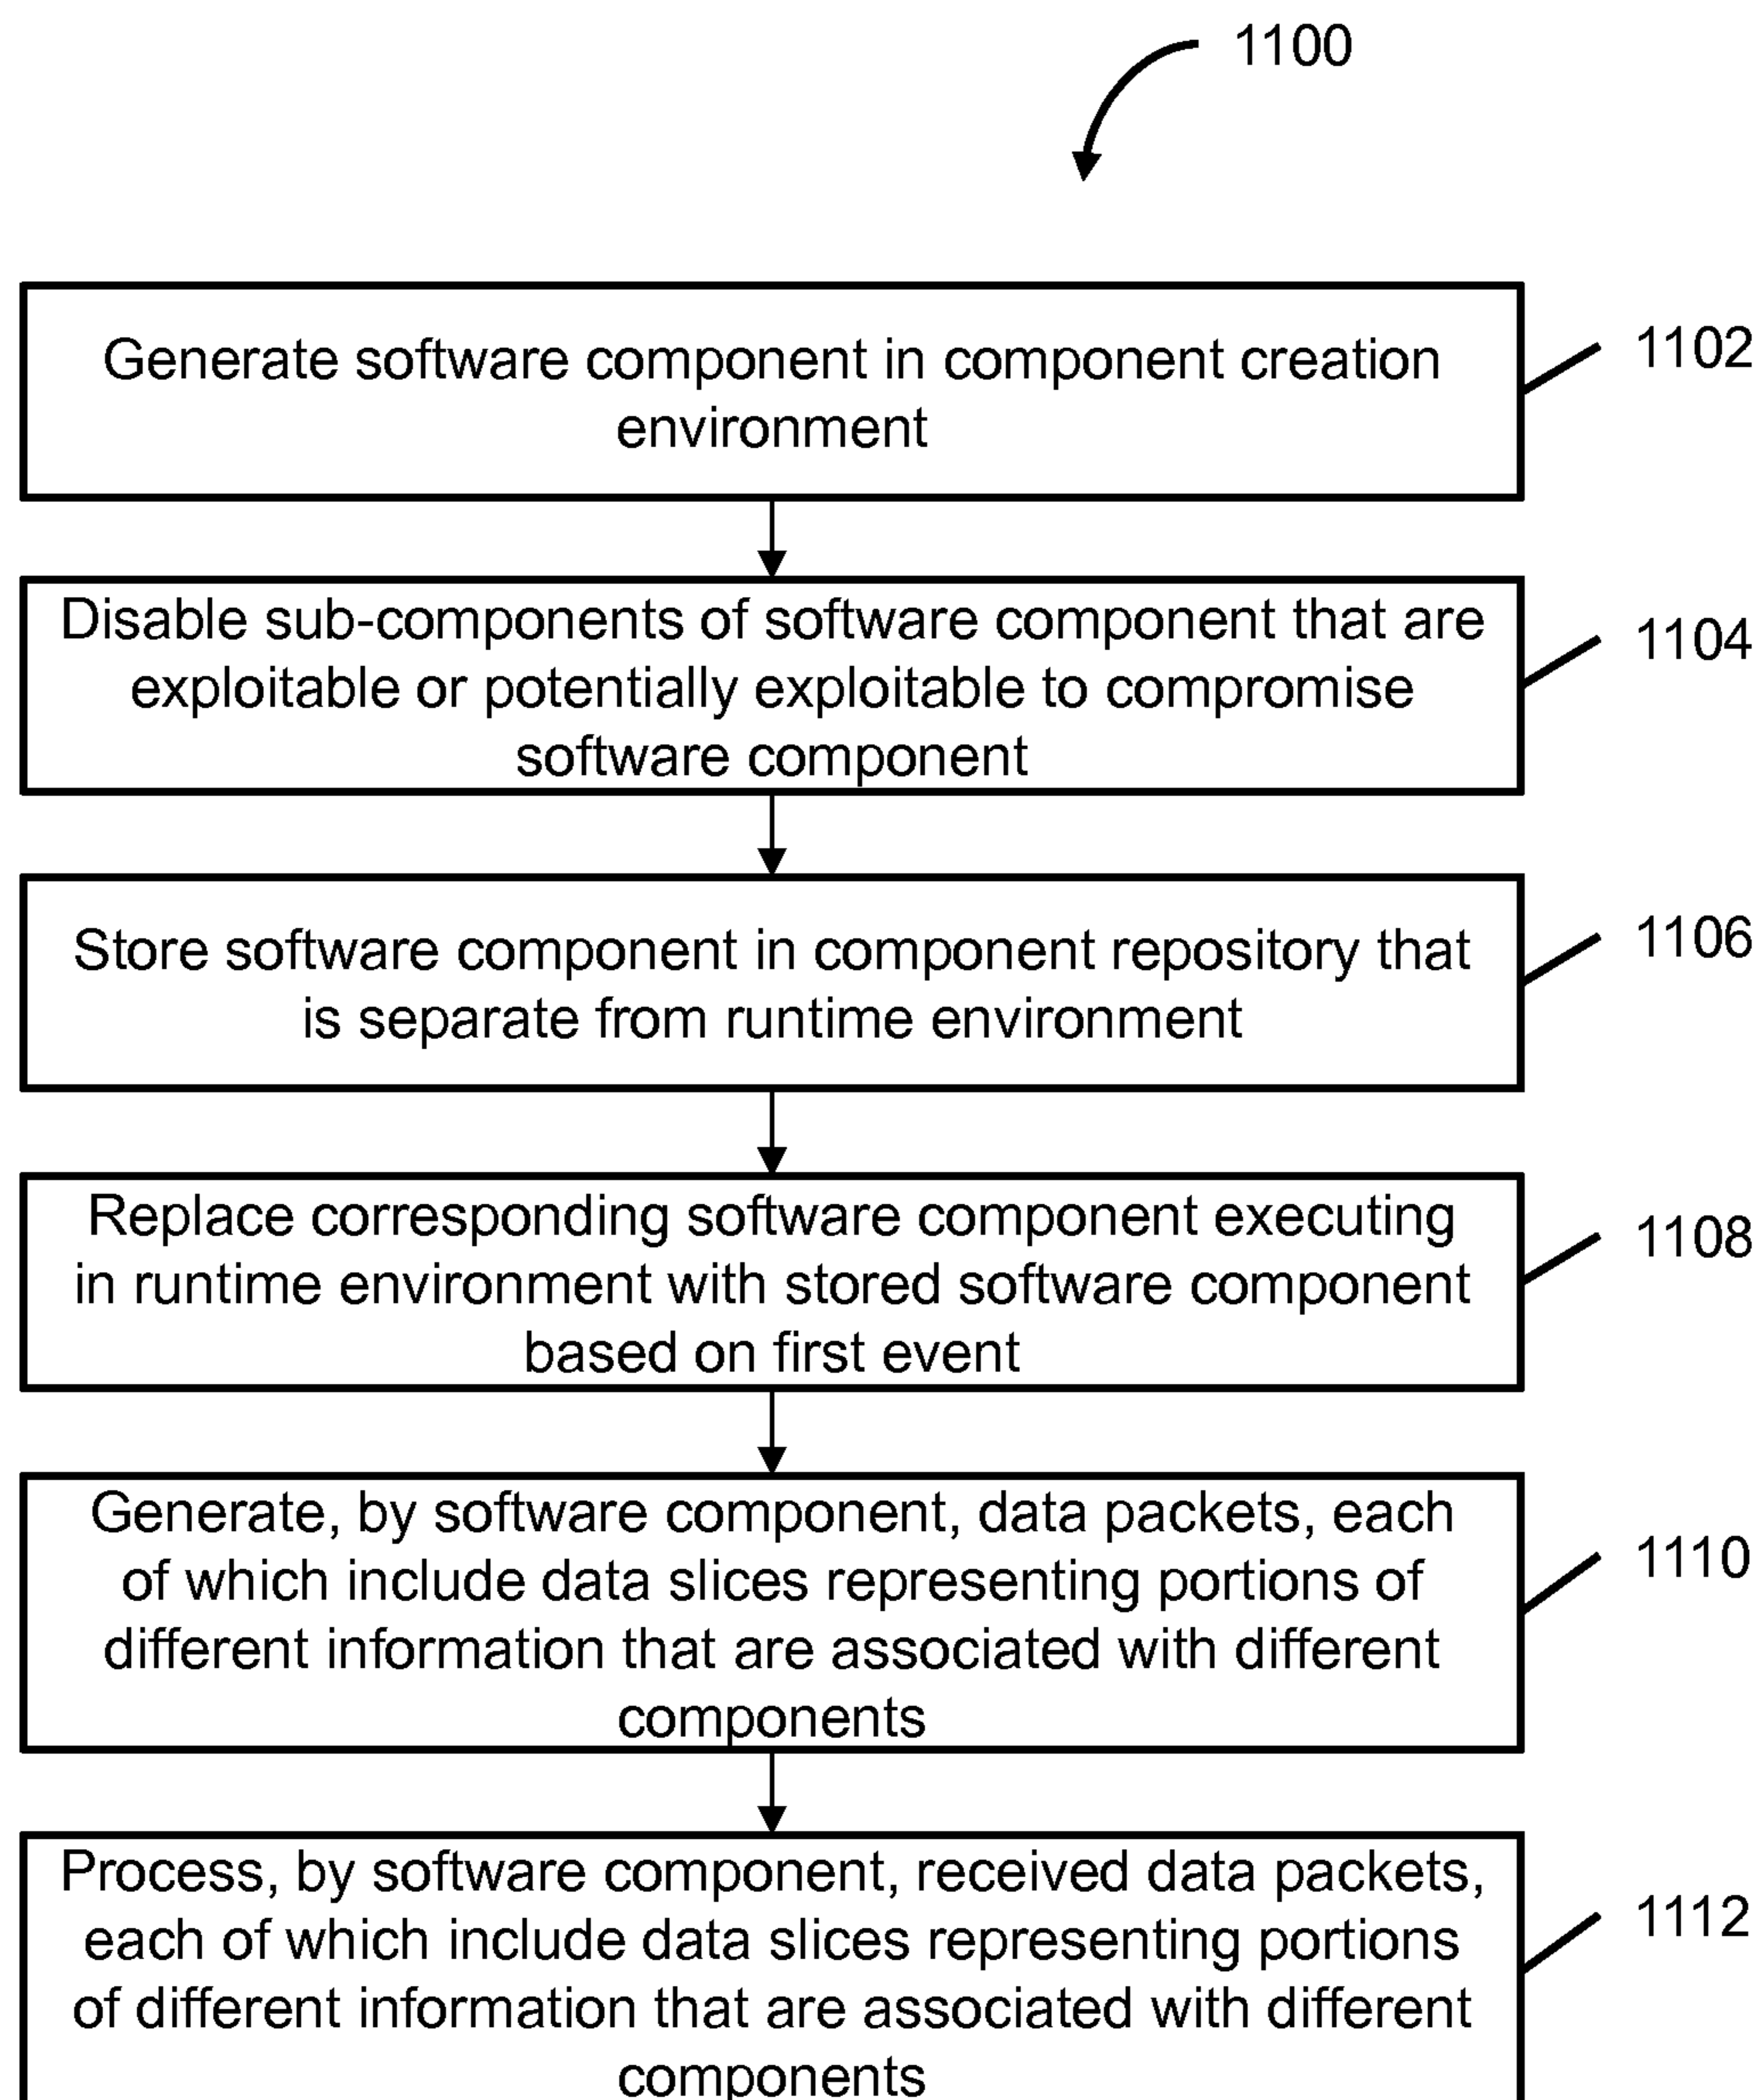 1100
Generate software component in component creation
environment
1102
Disable sub-components of software component that are
exploitable or potentially exploitable to compromise
software component
1104
Store software component in component repository that
is separate from runtime environment
1106
Replace corresponding software component executing
in runtime environment with stored software component
based on first event
1108
Generate, by software component, data packets, each
of which include data slices representing portions of
different information that are associated with different
components
1110
Process, by software component, received data packets,
each of which include data slices representing portions
of different information that are associated with different
components
1112